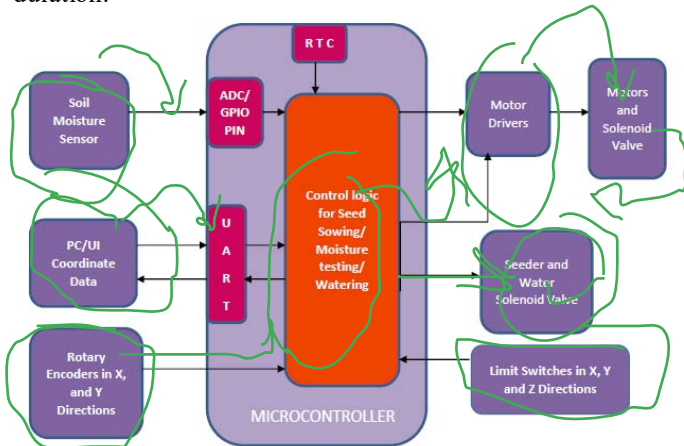 duration.
R T C
Soil
Moisture
Sensor
ADC/
GPIO
PIN
Motor
Drivers
Motors
and
Solenoid
Valve
Control logic
for Seed
Sowing/
Moisture
testing/
Watering
PC/UI
Coordinate
Data
U
A
R
T
Seeder and
Water
Solenoid Valve
Rotary
Encoders in X,
and Y
Directions
Limit Switches in X, Y
and Z Directions
MICROCONTROLLER